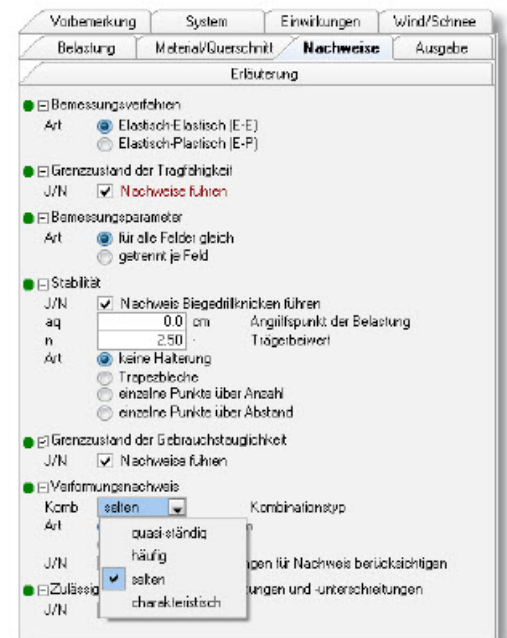 Vorbemerkung System Einwirkungen Wind/Schnee
Belastung Material/Querschnitt Nachweise Ausgabe
Erläuterung
Bemessungsverfahren
Art Elastisch-Elastisch (E-E)
Elastisch-Plastisch (E-P)
Grenzzustand der Tragfähigkeit
J/N Nachweise führen
Bemessungsparameter
Art für alle Felder gleich
getrennt je Feld
Stabilität
J/N Nachweis Biegedrillknicken führen
aq 0.0 cm Angriffspunkt der Belastung
n 2.50 - Trägerbeiwert
Art keine Halterung
Trapezbleche
einzelne Punkte über Anzahl
einzelne Punkte über Abstand
Grenzzustand der Gebrauchstauglichkeit
J/N Nachweise führen
Verformungsnachweis
Komb selten Kombinationstyp
Art
quasi-ständig
häufig
J/N gen für Nachweis berücksichtigen
selten
Zulässig tungen und -unterschreitungen
charakteristisch
J/N